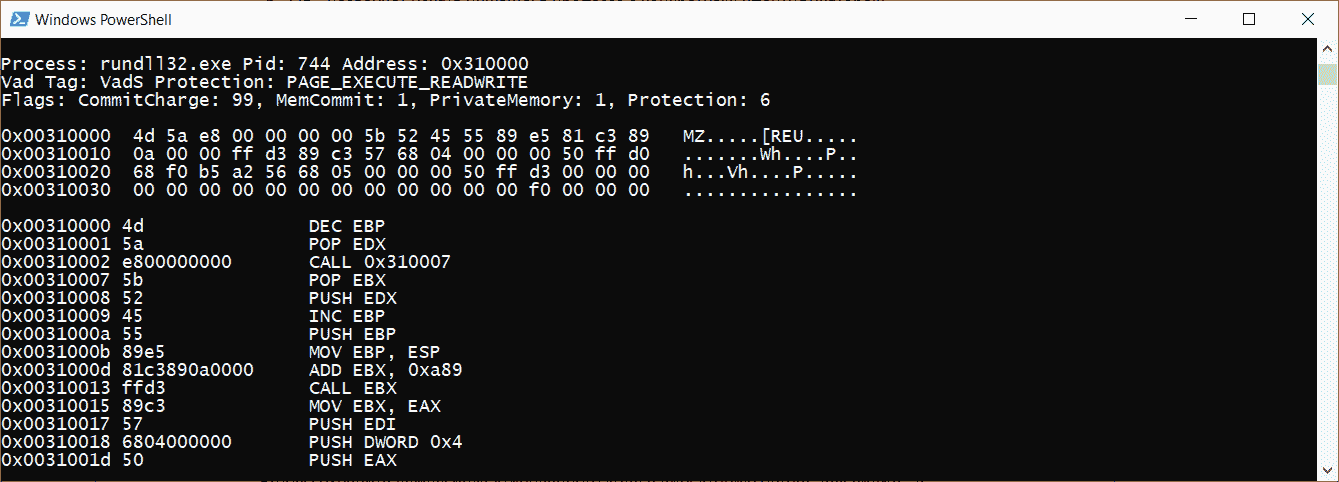 Windows PowerShell
Process: rundll32.exe Pid: 744 Address: 0x310000
Vad Tag: VadS Protection: PAGE_EXECUTE_READWRITE
Flags: CommitCharge: 99, MemCommit: 1, PrivateMemory: 1, Protection: 6
0x00310000  4d 5a e8 00 00 00 00 5b 52 45 55 89 e5 81 c3 89   MZ.....[REU.....
0x00310010  0a 00 00 ff d3 89 c3 57 68 04 00 00 00 50 ff d0   .......Wh....P..
0x00310020  68 f0 b5 a2 56 68 05 00 00 00 50 ff d3 00 00 00   h...Vh....P.....
0x00310030  00 00 00 00 00 00 00 00 00 00 00 00 f0 00 00 00   ................
0x00310000 4d               DEC EBP
0x00310001 5a               POP EDX
0x00310002 e800000000       CALL 0x310007
0x00310007 5b               POP EBX
0x00310008 52               PUSH EDX
0x00310009 45               INC EBP
0x0031000a 55               PUSH EBP
0x0031000b 89e5             MOV EBP, ESP
0x0031000d 81c3890a0000     ADD EBX, 0xa89
0x00310013 ffd3             CALL EBX
0x00310015 89c3             MOV EBX, EAX
0x00310017 57               PUSH EDI
0x00310018 6804000000       PUSH DWORD 0x4
0x0031001d 50               PUSH EAX